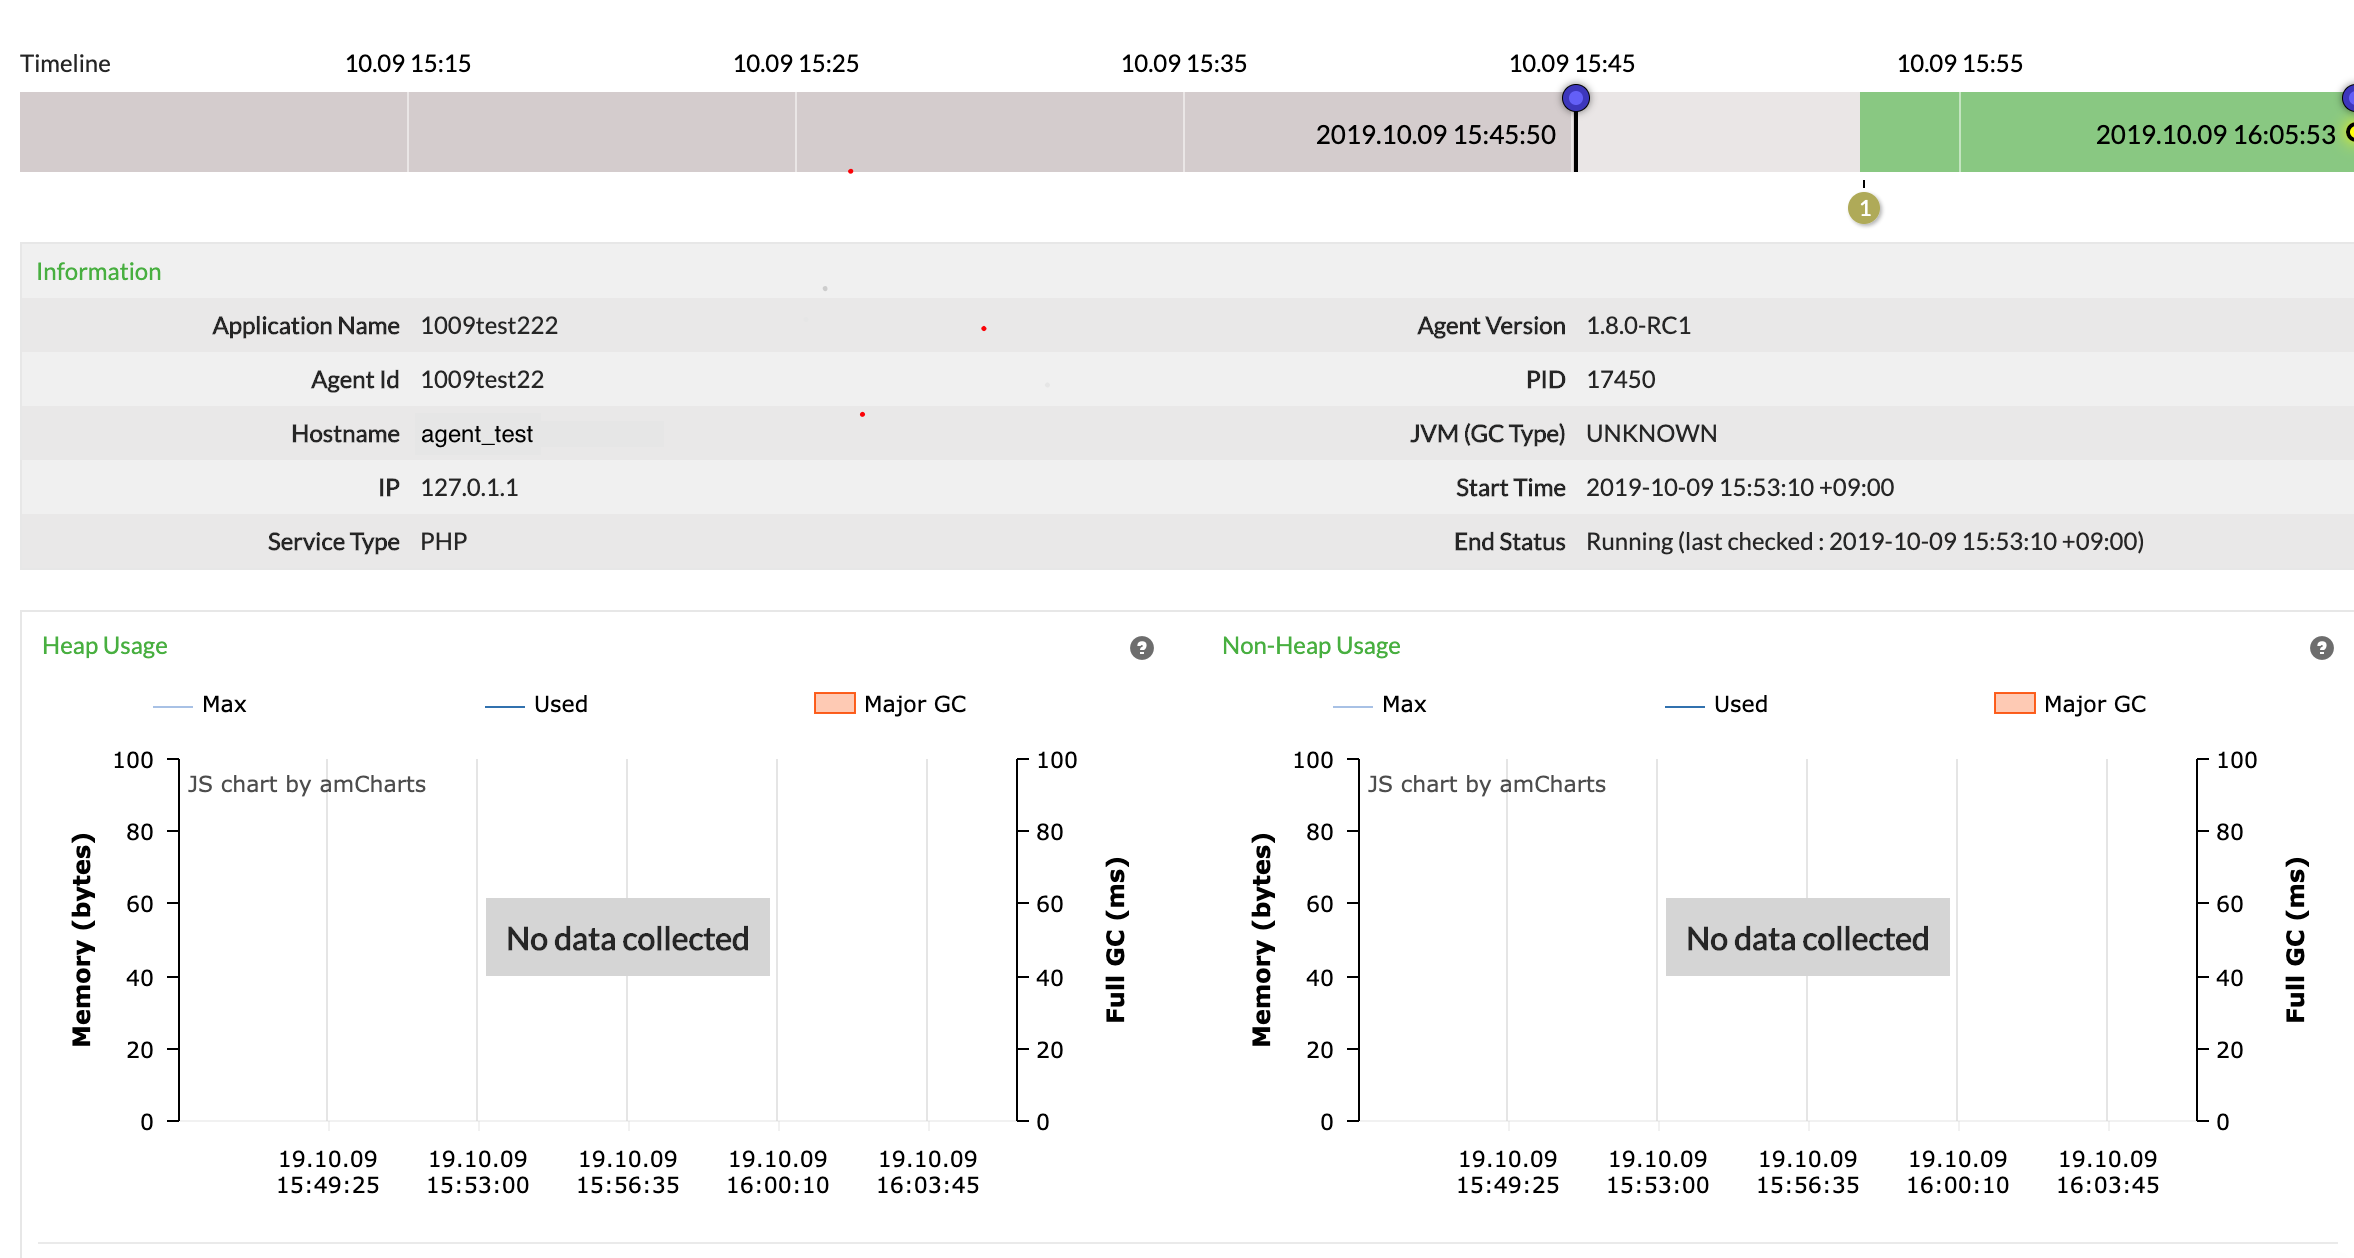 Timeline 10.09 15:15 10.09 15:25 10.09 15:35 10.09 15:45 10.09 15:55
2019.10.09 15:45:50 2019.10.09 16:05:53
1
Information
Application Name 1009test222 Agent Version 1.8.0-RC1
Agent Id 1009test22 PID 17450
Hostname agent_test JVM (GC Type) UNKNOWN
IP 127.0.1.1 Start Time 2019-10-09 15:53:10 +09:00
Service Type PHP End Status Running (last checked : 2019-10-09 15:53:10 +09:00)
Heap Usage ?
Max Used Major GC
100 100
JS chart by amCharts
80 80
60 60
No data collected
40 40
20 20
0 0
Memory (bytes)
Full GC (ms)
19.10.09 19.10.09 19.10.09 19.10.09 19.10.09
15:49:25 15:53:00 15:56:35 16:00:10 16:03:45
Non-Heap Usage ?
Max Used Major GC
100 100
JS chart by amCharts
80 80
60 60
No data collected
40 40
20 20
0 0
Memory (bytes)
Full GC (ms)
19.10.09 19.10.09 19.10.09 19.10.09 19.10.09
15:49:25 15:53:00 15:56:35 16:00:10 16:03:45